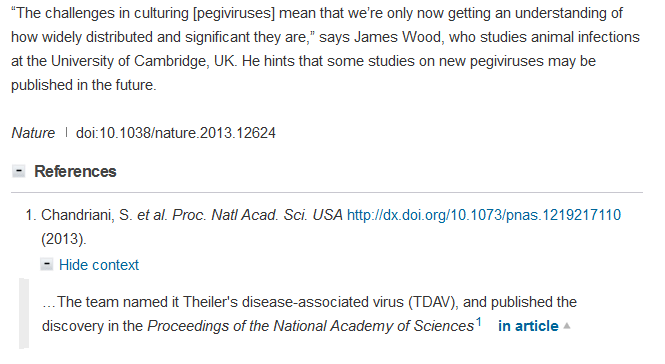 “The challenges in culturing [pegiviruses] mean that we’re only now getting an understanding of
how widely distributed and significant they are,” says James Wood, who studies animal infections
at the University of Cambridge, UK. He hints that some studies on new pegiviruses may be
published in the future.
Nature | doi:10.1038/nature.2013.12624
References
1. Chandriani, S. et al. Proc. Natl Acad. Sci. USA http://dx.doi.org/10.1073/pnas.1219217110
(2013).
Hide context
…The team named it Theiler's disease-associated virus (TDAV), and published the
discovery in the Proceedings of the National Academy of Sciences1 in article